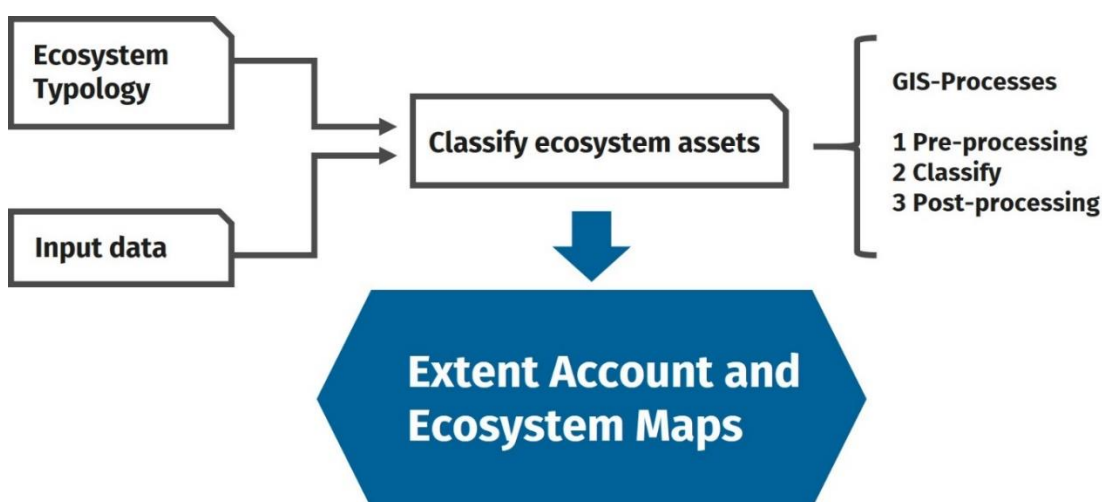 Ecosystem
Typology
Input data
Classify ecosystem assets
GIS-Processes
1 Pre-processing
2 Classify
3 Post-processing
Extent Account and
Ecosystem Maps